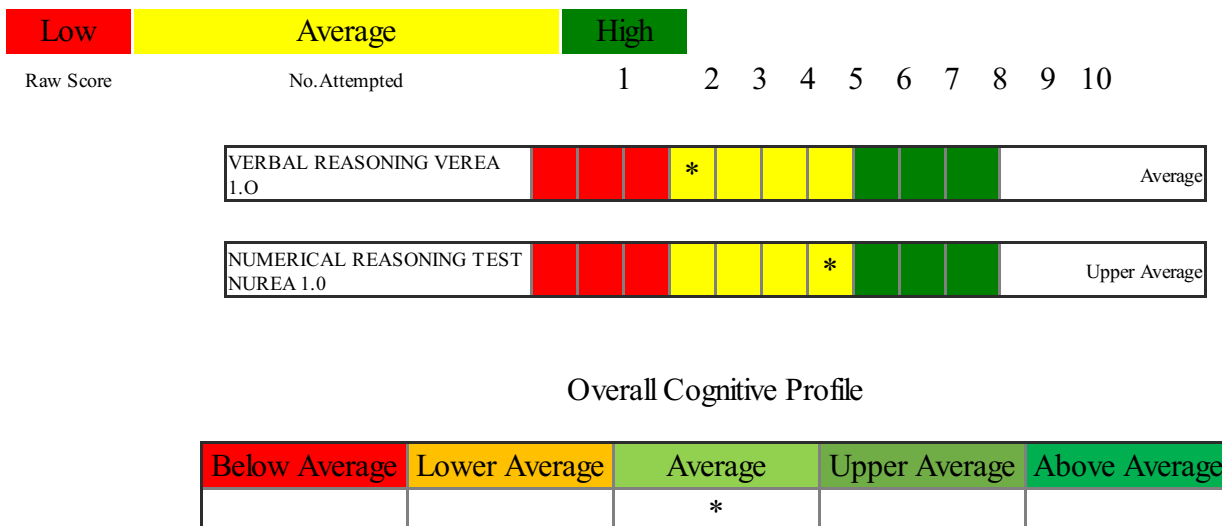 Low Average High
Raw Score No.Attempted 1 2 3 4 5 6 7 8 9 10
VERBAL REASONING VEREA
1.O
* Average
NUMERICAL REASONING TEST
NUREA 1.0
* Upper Average
Overall Cognitive Profile
Below Average Lower Average Average Upper Average Above Average
*